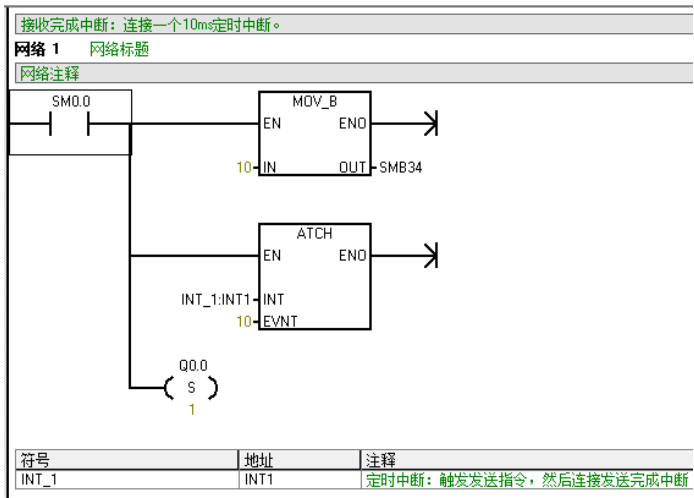 接收完成中断：连接一个10ms定时中断。
网络 1 网络标题
网络注释
SM0.0
MOV_B
EN ENO
10 IN OUT SMB34
ATCH
EN ENO
INT_1:INT1 INT
10 EVNT
Q0.0
S
1
符号 地址 注释
INT_1 INT1 定时中断：触发发送指令，然后连接发送完成中断